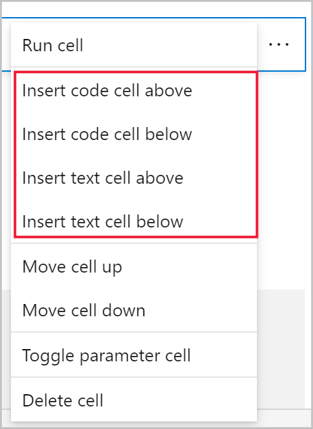 Run cell
...
Insert code cell above
Insert code cell below
Insert text cell above
Insert text cell below
Move cell up
Move cell down
Toggle parameter cell
Delete cell